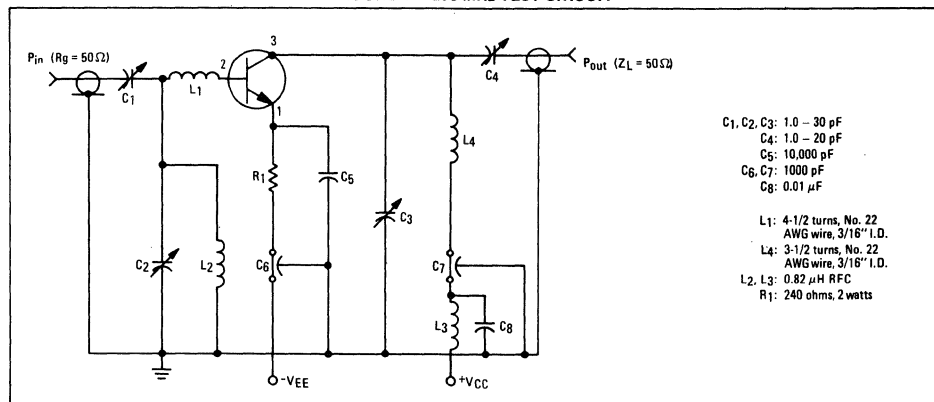 Pin (Rg = 50Ω)
3
2
1
C1
L1
C4
Pout (ZL = 50Ω)
L4
R1
C5
C3
C2
L2
C6
C7
L3
C8
-VEE
+VCC
C1, C2, C3: 1.0 – 30 pF
C4: 1.0 – 20 pF
C5: 10,000 pF
C6, C7: 1000 pF
C8: 0.01 µF
L1: 4-1/2 turns, No. 22
AWG wire, 3/16" I.D.
L4: 3-1/2 turns, No. 22
AWG wire, 3/16" I.D.
L2, L3: 0.82 µH RFC
R1: 240 ohms, 2 watts